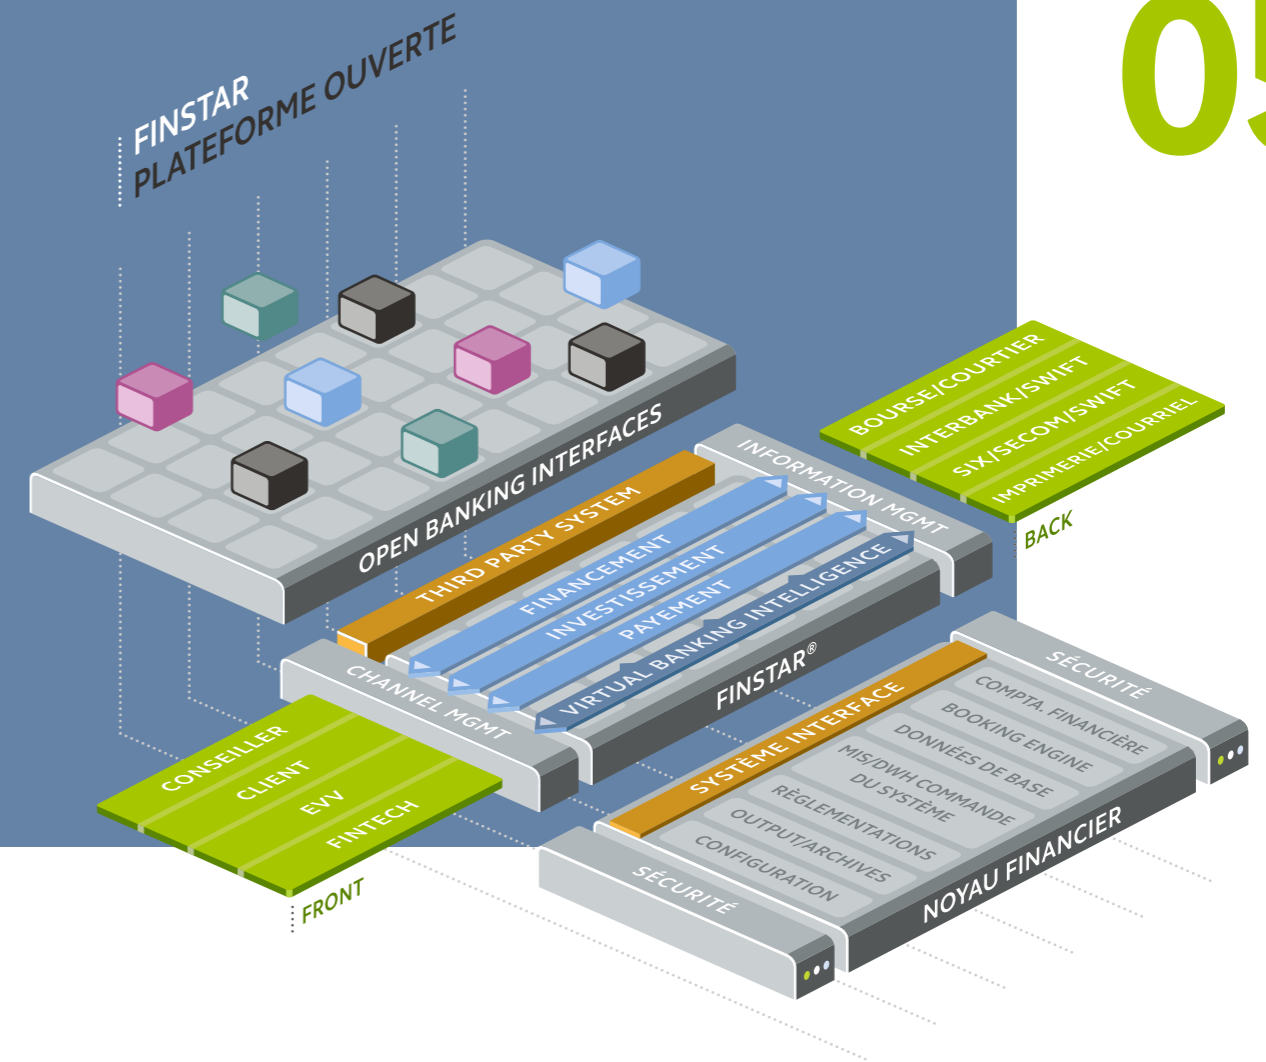 05
FINSTAR
PLATEFORME OUVERTE
OPEN BANKING INTERFACES
BOURSE/COURTIER
INTERBANK/SWIFT
SIX/SECOM/SWIFT
IMPRIMERIE/COURRIEL
BACK
INFORMATION MGMT
THIRD PARTY SYSTEM
FINANCEMENT
INVESTISSEMENT
PAYEMENT
VIRTUAL BANKING INTELLIGENCE
FINSTAR®
CHANNEL MGMT
CONSEILLER
CLIENT
EVV
FINTECH
FRONT
SÉCURITÉ
SYSTÈME INTERFACE
COMPTA. FINANCIÈRE
BOOKING ENGINE
DONNÉES DE BASE
MIS/DWH COMMANDE
DU SYSTÈME
RÈGLEMENTATIONS
OUTPUT/ARCHIVES
CONFIGURATION
NOYAU FINANCIER
SÉCURITÉ